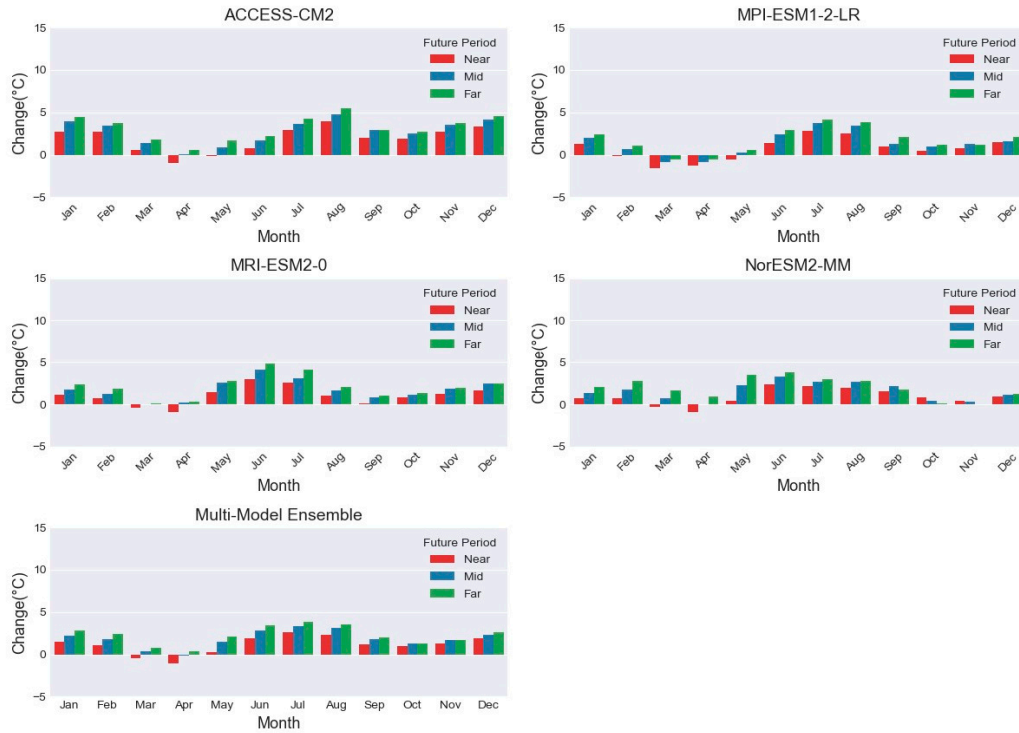 ACCESS-CM2
Change(°C)
15
10
5
0
−5
Future Period
Near
Mid
Far
Jan Feb Mar Apr May Jun Jul Aug Sep Oct Nov Dec
Month
MPI-ESM1-2-LR
Change(°C)
15
10
5
0
−5
Future Period
Near
Mid
Far
Jan Feb Mar Apr May Jun Jul Aug Sep Oct Nov Dec
Month
MRI-ESM2-0
Change(°C)
15
10
5
0
−5
Future Period
Near
Mid
Far
Jan Feb Mar Apr May Jun Jul Aug Sep Oct Nov Dec
Month
NorESM2-MM
Change(°C)
15
10
5
0
−5
Future Period
Near
Mid
Far
Jan Feb Mar Apr May Jun Jul Aug Sep Oct Nov Dec
Month
Multi-Model Ensemble
Change(°C)
15
10
5
0
−5
Future Period
Near
Mid
Far
Jan Feb Mar Apr May Jun Jul Aug Sep Oct Nov Dec
Month